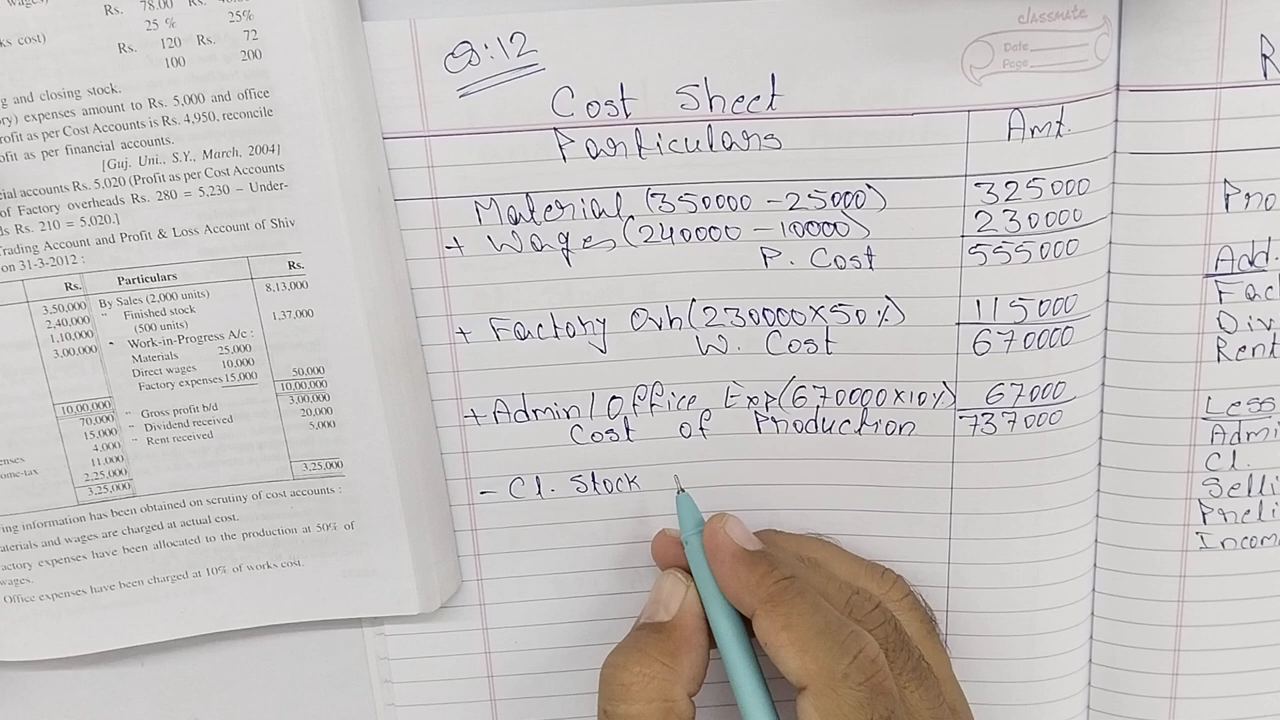 Rs. 78.00 Rs.
25 % 25%
ks cost) Rs. 120 Rs. 72
100 200
g and closing stock.
ry) expenses amount to Rs. 5,000 and office
rofit as per Cost Accounts is Rs. 4,950, reconcile
ofit as per financial accounts.
[Guj. Uni., S.Y., March, 2004]
cial accounts Rs. 5,020 (Profit as per Cost Accounts
of Factory overheads Rs. 280 = 5,230 – Under-
ds Rs. 210 = 5,020.]
Trading Account and Profit & Loss Account of Shiv
on 31-3-2012 :
Rs. Particulars Rs.
3,50,000 By Sales (2,000 units) 8,13,000
2,40,000 " Finished stock
1,10,000 (500 units) 1,37,000
3,00,000 " Work-in-Progress A/c :
Materials 25,000
Direct wages 10,000
Factory expenses 15,000 50,000
10,00,000 10,00,000
70,000 " Gross profit b/d 3,00,000
15,000 " Dividend received 20,000
4,000 " Rent received 5,000
enses 11,000
ome-tax 2,25,000
3,25,000 3,25,000
ing information has been obtained on scrutiny of cost accounts :
aterials and wages are charged at actual cost.
actory expenses have been allocated to the production at 50% of
wages.
Office expenses have been charged at 10% of works cost.
classmate
Date
Page
Q:12
Cost Sheet
Particulars Amt.
Material (350000 - 25000) 325000
+ Wages (240000 - 10000) 230000
P. Cost 555000
+ Factory Ovh (230000 x 50%) 115000
W. Cost 670000
+ Admin/Office Exp (670000 x 10%) 67000
Cost of Production 737000
- Cl. Stock
R
Pro
Add.
Fac
Div
Rent
Less
Admi
Cl.
Selli
Preli
Incom